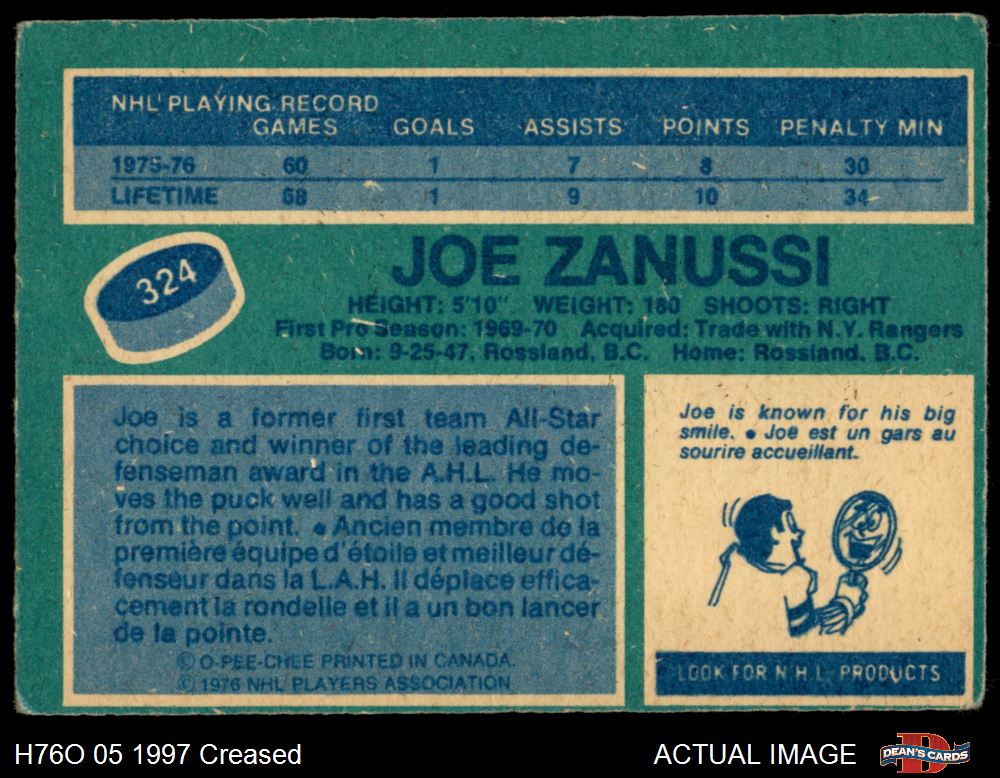 NHL PLAYING RECORD
GAMES GOALS ASSISTS POINTS PENALTY MIN
1975-76 60 1 7 8 30
LIFETIME 68 1 9 10 34
324
JOE ZANUSSI
HEIGHT: 5'10" WEIGHT: 180 SHOOTS: RIGHT
First Pro Season: 1969-70 Acquired: Trade with N.Y. Rangers
Born: 9-25-47, Rossland, B.C. Home: Rossland, B.C.
Joe is a former first team All-Star
choice and winner of the leading de-
fenseman award in the A.H.L. He mo-
ves the puck well and has a good shot
from the point. • Ancien membre de la
première équipe d'étoile et meilleur dé-
fenseur dans la L.A.H. Il déplace effica-
cement la rondelle et il a un bon lancer
de la pointe.
© O-PEE-CHEE PRINTED IN CANADA.
© 1976 NHL PLAYERS ASSOCIATION
Joe is known for his big
smile. • Joe est un gars au
sourire accueillant.
LOOK FOR N.H.L. PRODUCTS
H76O 05 1997 Creased
ACTUAL IMAGE
DEAN'S CARDS